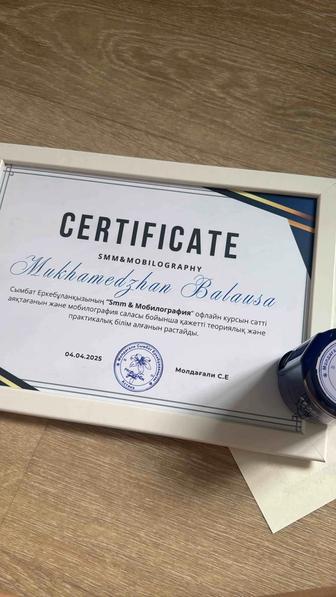 CERTIFICATE
SMM&MOBILOGRAPHY
Mukhamedzhan Balausa
Сымбат Еркебұланқызының "Smm & Мобилография" офлайн курсын сәтті
аяқтағанын және мобилография саласы бойынша қажетті теориялық және
практикалық білім алғанын растайды.
04.04.2025
Молдағали С.Е